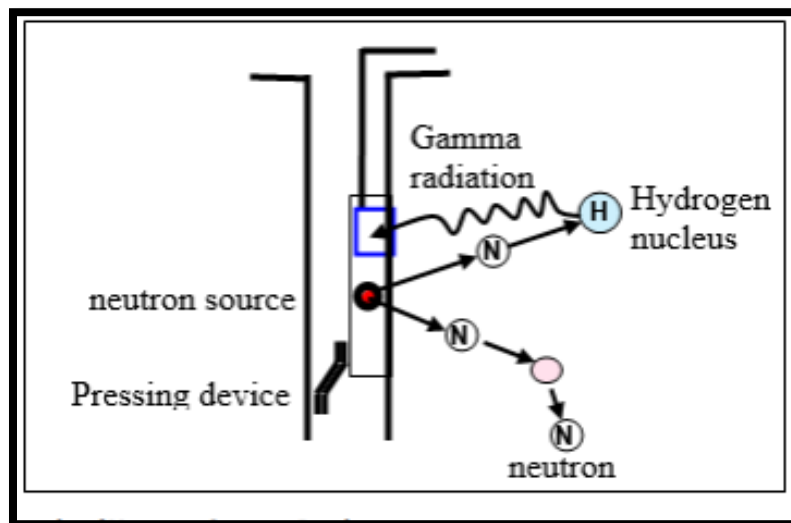 Gamma
radiation
H
Hydrogen
nucleus
N
neutron source
N
Pressing device
N
neutron